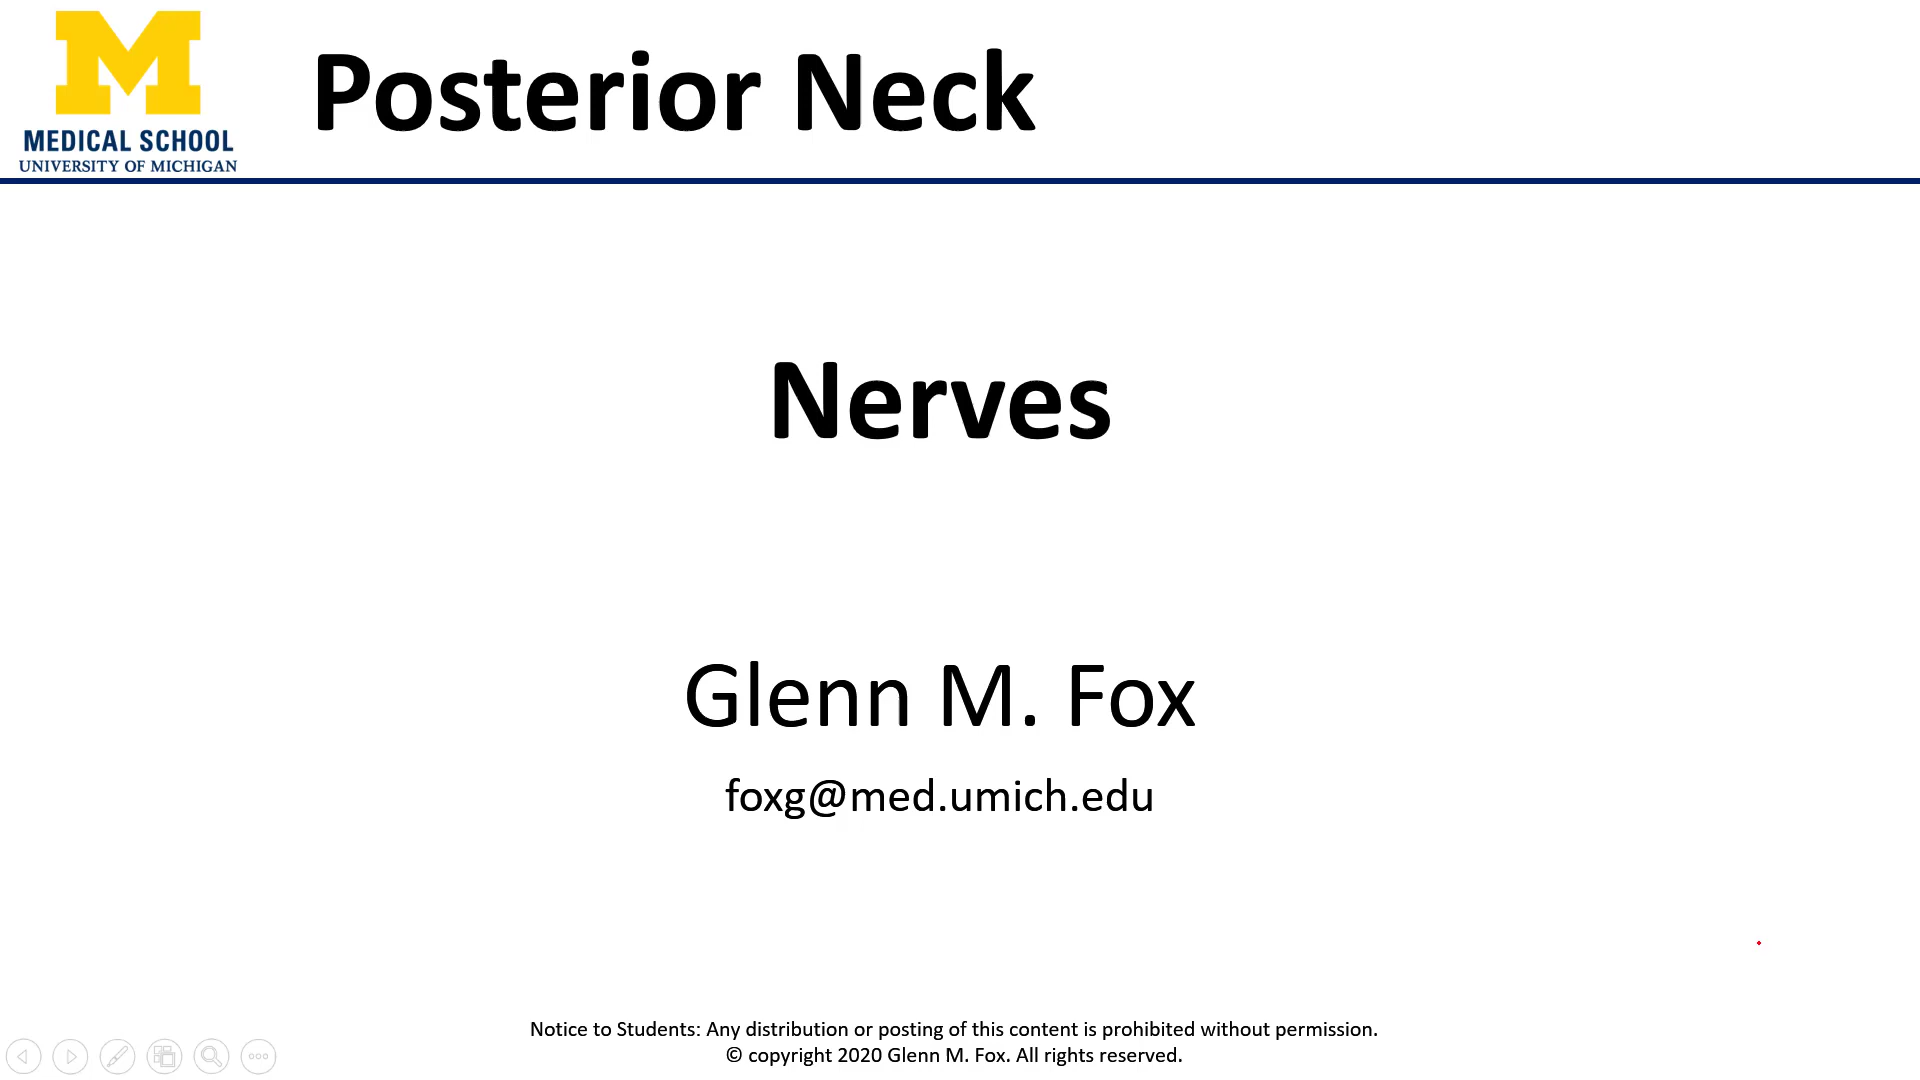 Posterior Neck
MEDICAL SCHOOL
UNIVERSITY OF MICHIGAN
Nerves
Glenn M. Fox
foxg@med.umich.edu
Notice to Students: Any distribution or posting of this content is prohibited without permission.
© copyright 2020 Glenn M. Fox. All rights reserved.